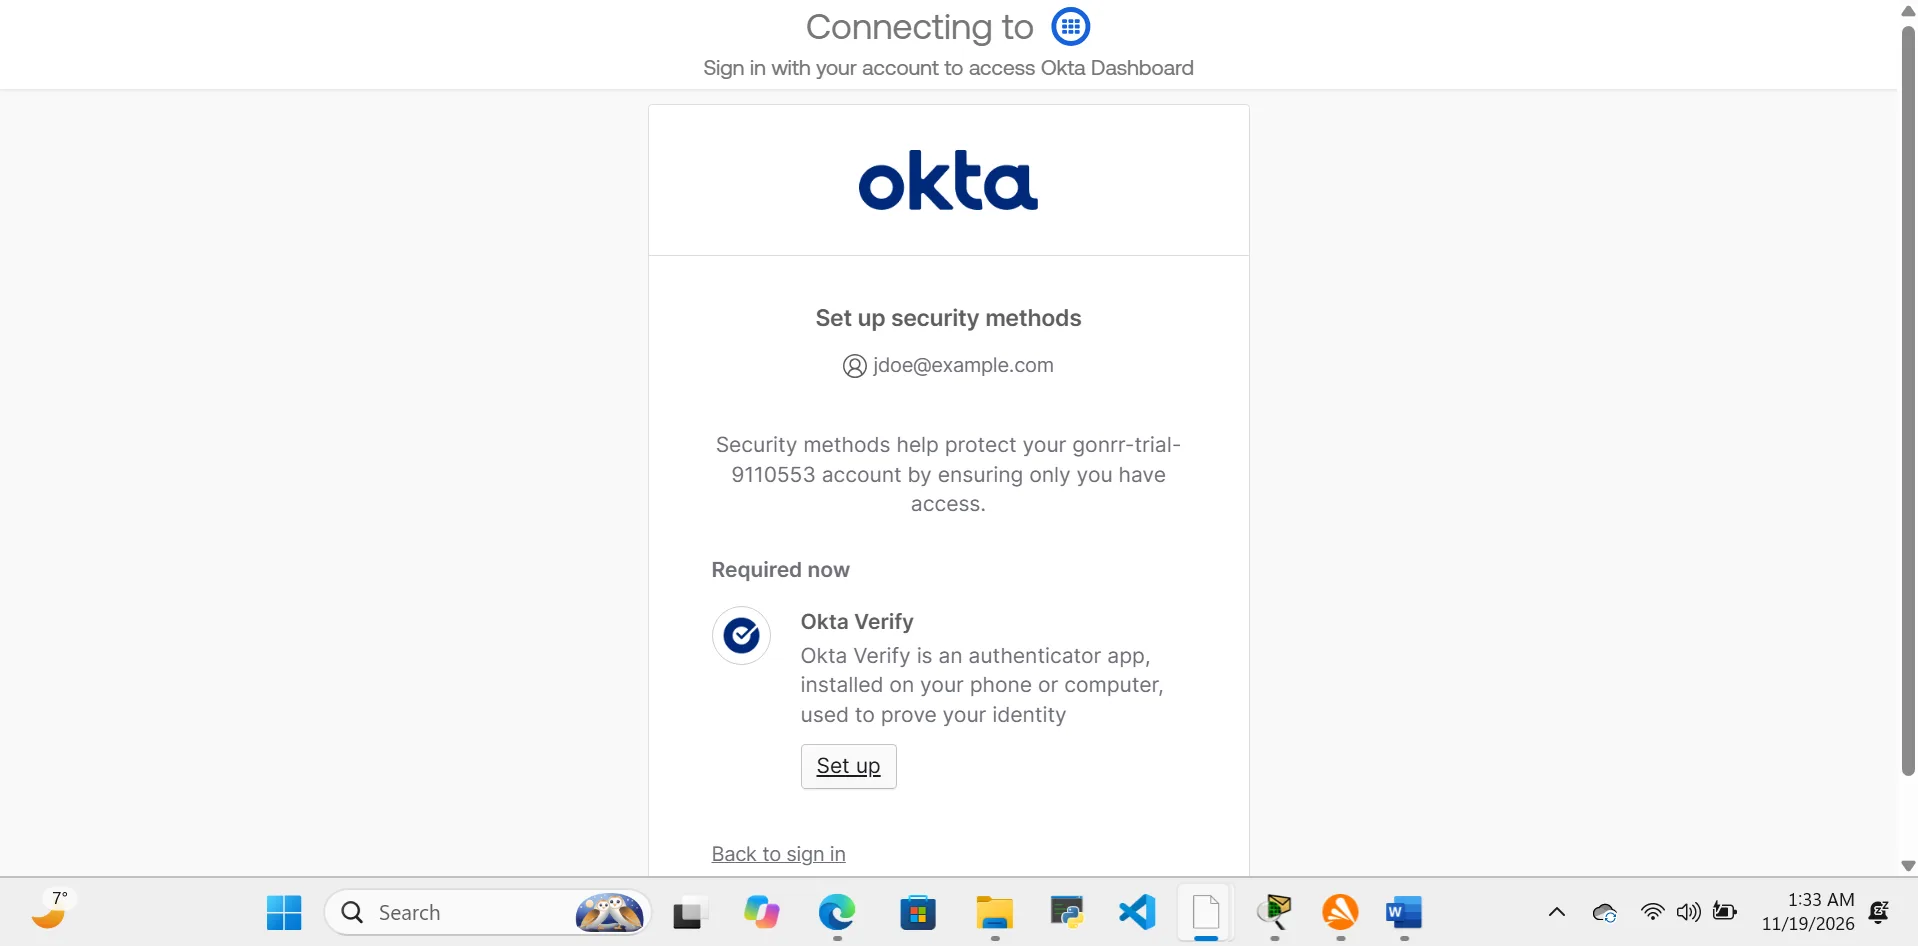 Connecting to
Sign in with your account to access Okta Dashboard
okta
Set up security methods
jdoe@example.com
Security methods help protect your gonrr-trial-
9110553 account by ensuring only you have
access.
Required now
Okta Verify
Okta Verify is an authenticator app,
installed on your phone or computer,
used to prove your identity
Set up
Back to sign in
7°
Search
W
1:33 AM
11/19/2026